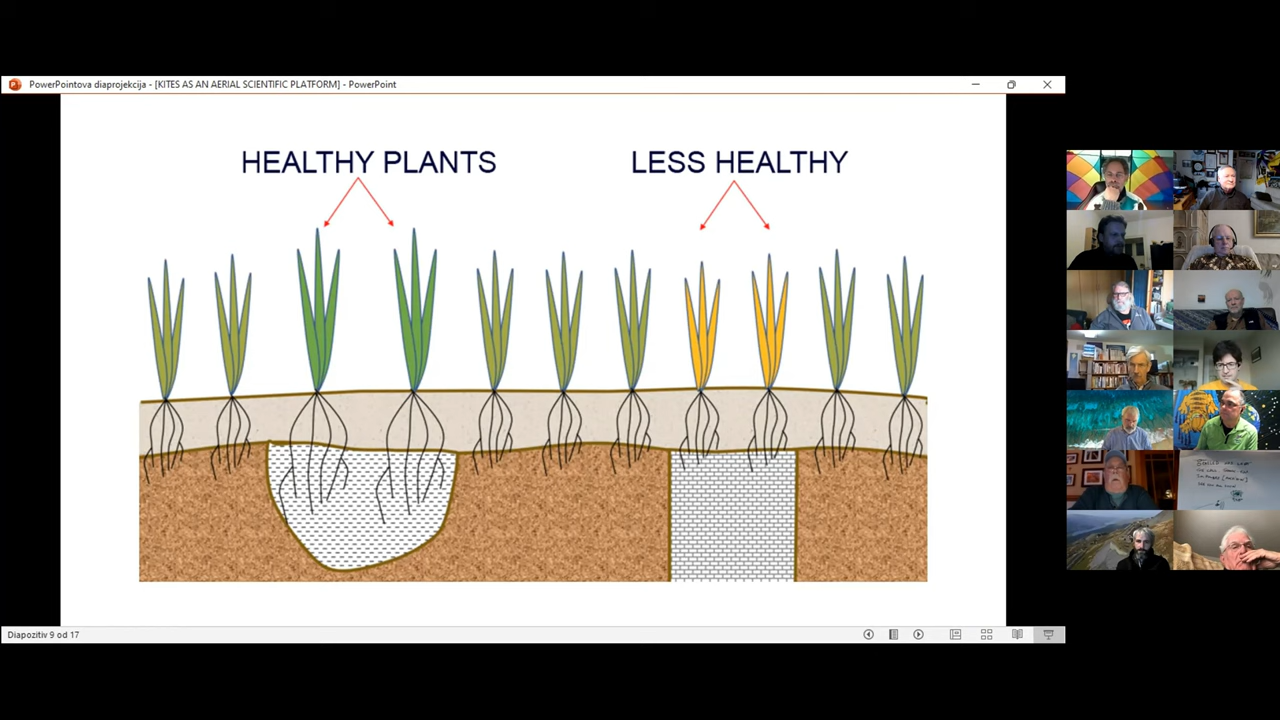 PowerPointova diaprojekcija - [KITES AS AN AERIAL SCIENTIFIC PLATFORM] - PowerPoint
HEALTHY PLANTS
LESS HEALTHY
Diapozitiv 9 od 17